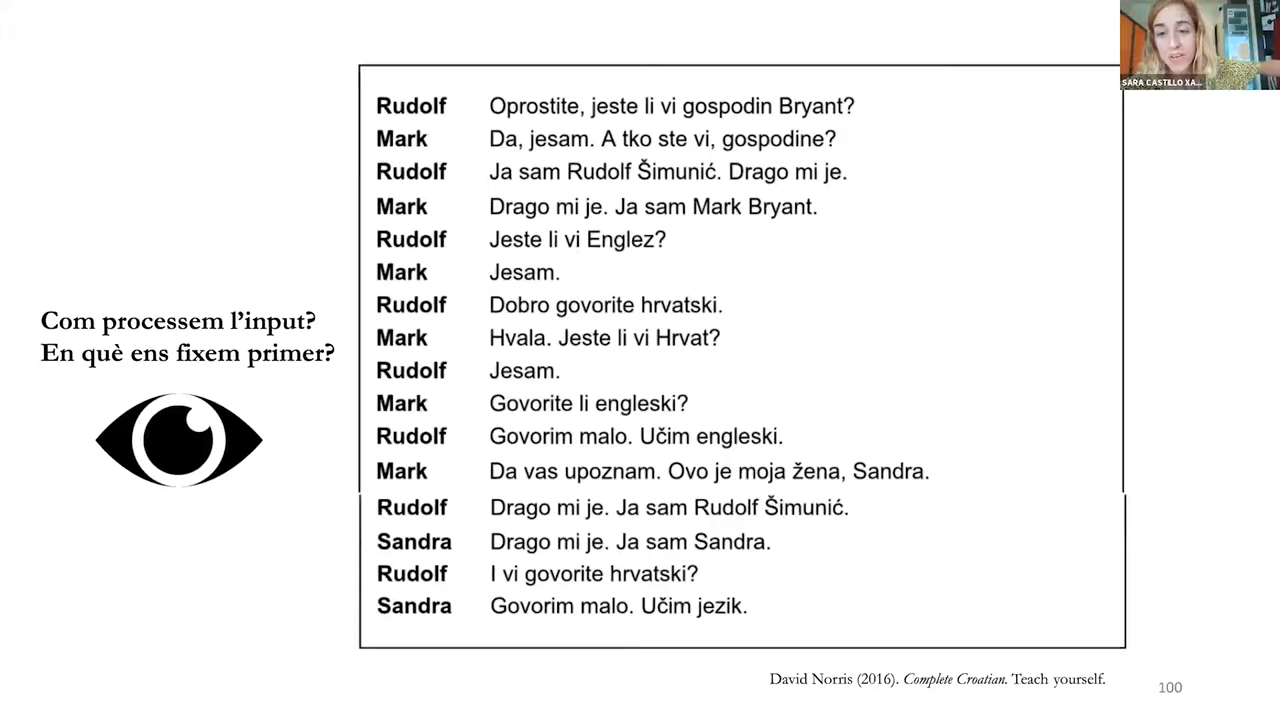 SARA CASTILLO XA...
Rudolf Oprostite, jeste li vi gospodin Bryant?
Mark Da, jesam. A tko ste vi, gospodine?
Rudolf Ja sam Rudolf Šimunić. Drago mi je.
Mark Drago mi je. Ja sam Mark Bryant.
Rudolf Jeste li vi Englez?
Mark Jesam.
Rudolf Dobro govorite hrvatski.
Mark Hvala. Jeste li vi Hrvat?
Rudolf Jesam.
Mark Govorite li engleski?
Rudolf Govorim malo. Učim engleski.
Mark Da vas upoznam. Ovo je moja žena, Sandra.
Rudolf Drago mi je. Ja sam Rudolf Šimunić.
Sandra Drago mi je. Ja sam Sandra.
Rudolf I vi govorite hrvatski?
Sandra Govorim malo. Učim jezik.
Com processem l’input?
En què ens fixem primer?
David Norris (2016). Complete Croatian. Teach yourself.
100